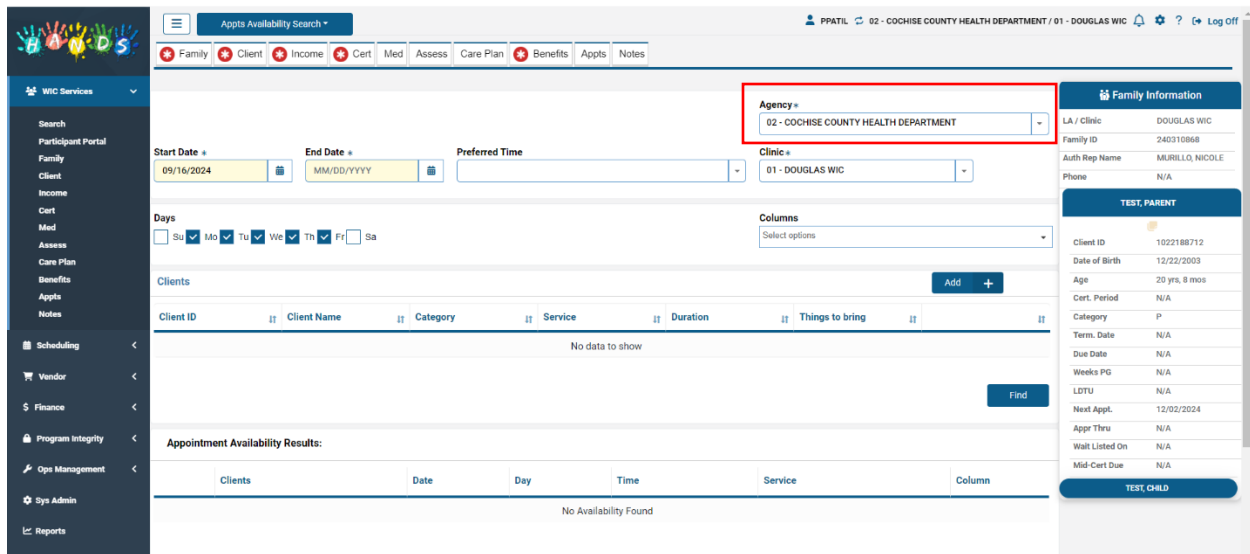 HANDS
Appts Availability Search
PPATIL 02 - COCHISE COUNTY HEALTH DEPARTMENT / 01 - DOUGLAS WIC ? Log Off
Family Client Income Cert Med Assess Care Plan Benefits Appts Notes
WIC Services
Search
Participant Portal
Family
Client
Income
Cert
Med
Assess
Care Plan
Benefits
Appts
Notes
Scheduling
Vendor
$ Finance
Program Integrity
Ops Management
Sys Admin
Reports
Agency*
02 - COCHISE COUNTY HEALTH DEPARTMENT
Start Date * End Date * Preferred Time Clinic*
09/16/2024 MM/DD/YYYY 01 - DOUGLAS WIC
Days Columns
Su Mo Tu We Th Fr Sa Select options
Clients Add +
Client ID Client Name Category Service Duration Things to bring
No data to show
Find
Appointment Availability Results:
Clients Date Day Time Service Column
No Availability Found
Family Information
LA / Clinic DOUGLAS WIC
Family ID 240310868
Auth Rep Name MURILLO, NICOLE
Phone N/A
TEST, PARENT
Client ID 1022188712
Date of Birth 12/22/2003
Age 20 yrs, 8 mos
Cert. Period N/A
Category P
Term. Date N/A
Due Date N/A
Weeks PG N/A
LDTU N/A
Next Appt. 12/02/2024
Appr Thru N/A
Wait Listed On N/A
Mid-Cert Due N/A
TEST, CHILD